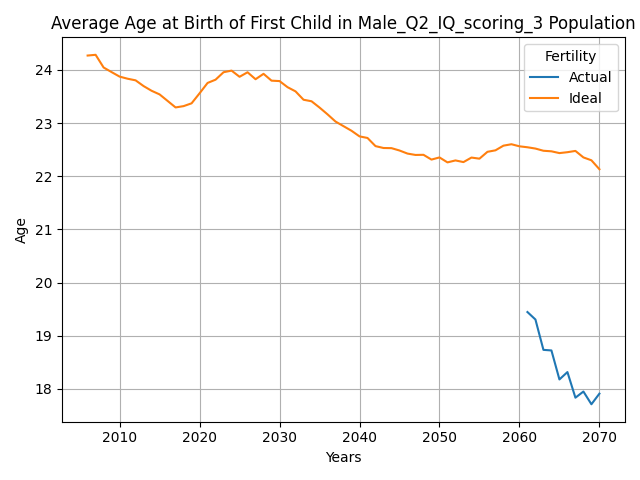 Average Age at Birth of First Child in Male_Q2_IQ_scoring_3 Population
Fertility
Actual
Ideal
24
23
22
21
20
19
18
Age
2010 2020 2030 2040 2050 2060 2070
Years